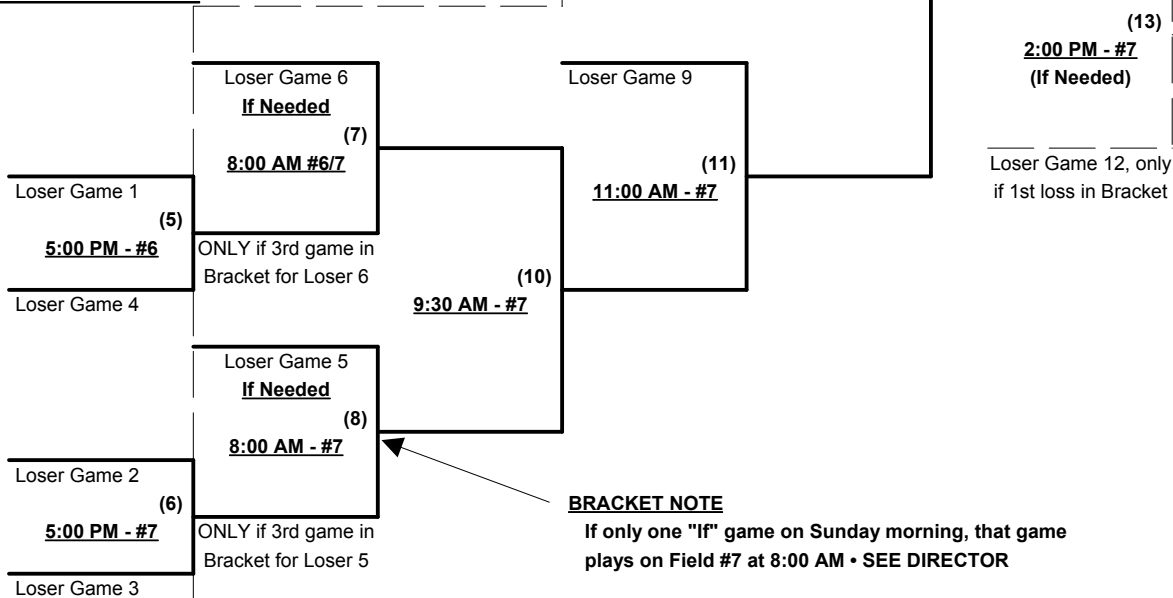 (13)
2:00 PM - #7
(If Needed)
Loser Game 12, only
if 1st loss in Bracket
Loser Game 6
If Needed
(7)
8:00 AM #6/7
Loser Game 9
(11)
11:00 AM - #7
Loser Game 1
(5)
5:00 PM - #6
Loser Game 4
ONLY if 3rd game in
Bracket for Loser 6
(10)
9:30 AM - #7
Loser Game 5
If Needed
(8)
8:00 AM - #7
Loser Game 2
(6)
5:00 PM - #7
Loser Game 3
ONLY if 3rd game in
Bracket for Loser 5
BRACKET NOTE
If only one "If" game on Sunday morning, that game
plays on Field #7 at 8:00 AM • SEE DIRECTOR